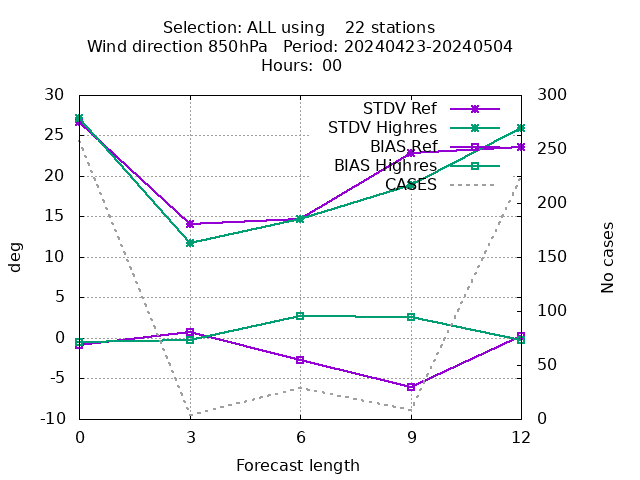 Selection: ALL using    22 stations
Wind direction 850hPa   Period: 20240423-20240504
Hours: 00
30 300
STDV Ref
STDV Highres
BIAS Ref
BIAS Highres
CASES
25 250
20 200
15
10 150
5 100
0
-5 50
-10 0
deg
No cases
0 3 6 9 12
Forecast length